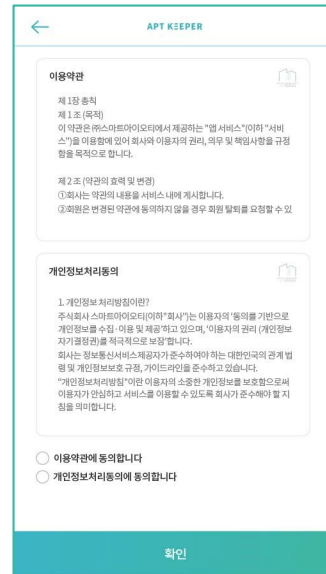 APT KEEPER
이용약관
제 1장 총칙
제 1 조 (목적)
이 약관은 ㈜스마트아이오티에서 제공하는 "앱 서비스"(이하 "서비
스")을 이용함에 있어 회사와 이용자의 권리, 의무 및 책임사항을 규정
함을 목적으로 합니다.
제 2 조 (약관의 효력 및 변경)
①회사는 약관의 내용을 서비스 내에 게시합니다.
②회원은 변경된 약관에 동의하지 않을 경우 회원 탈퇴를 요청할 수 있
개인정보처리동의
1. 개인정보 처리방침이란?
주식회사 스마트아이오티(이하"회사")는 이용자의 '동의를 기반으로
개인정보를 수집·이용 및 제공'하고 있으며, '이용자의 권리 (개인정보
자기결정권)를 적극적으로 보장'합니다.
회사는 정보통신서비스제공자가 준수하여야 하는 대한민국의 관계 법
령 및 개인정보보호 규정, 가이드라인을 준수하고 있습니다.
"개인정보처리방침"이란 이용자의 소중한 개인정보를 보호함으로써
이용자가 안심하고 서비스를 이용할 수 있도록 회사가 준수해야 할 지
침을 의미합니다.
이용약관에 동의합니다
개인정보처리동의에 동의합니다
확인